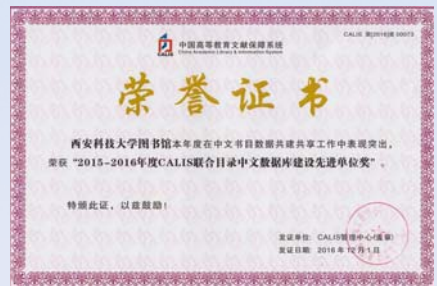 CALIS 第[2016]第 00073
中国高等教育文献保障系统
China Academic Library & Information System
CALIS
荣誉证书
西安科技大学图书馆本年度在中文书目数据共建共享工作中表现突出,
荣获“2015-2016年度CALIS联合目录中文数据库建设先进单位奖”。
特颁此证,以兹鼓励!
发证单位:CALIS管理中心(盖章)
发证日期:2016年12月1日